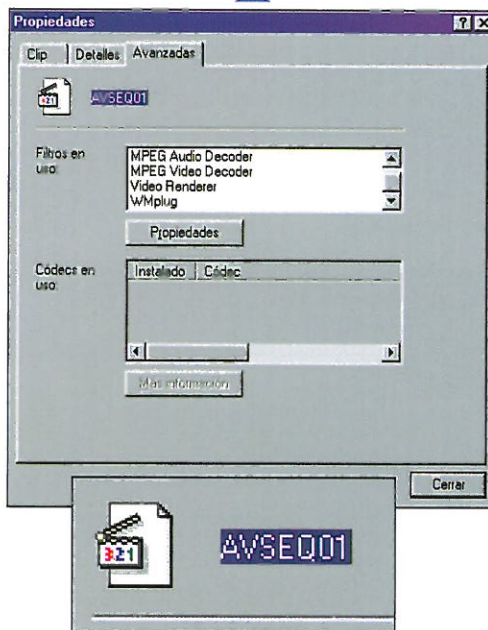 Propiedades
Clip Detalles Avanzadas
AVSEQ01
Filtros en uso:
MPEG Audio Decoder
MPEG Video Decoder
Video Renderer
WMplug
Propiedades
Códecs en uso:
Instalado Códec
Más información
Cerrar
321
AVSEQ01